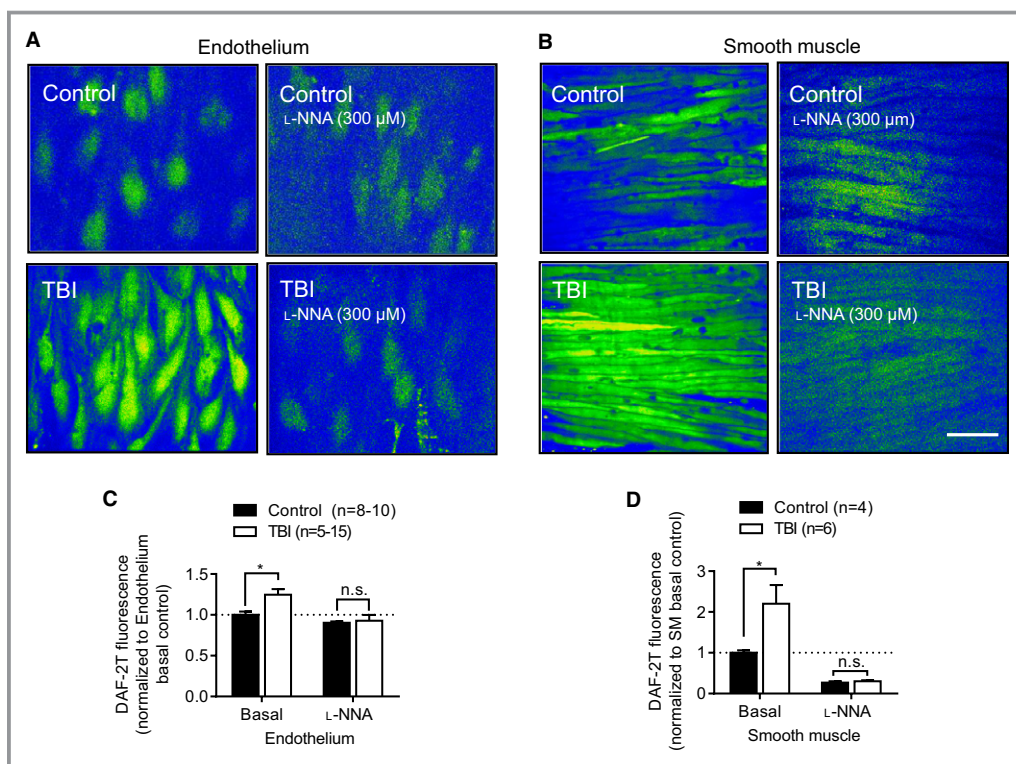 A
Endothelium
Control
Control
L-NNA (300 µM)
TBI
TBI
L-NNA (300 µM)
B
Smooth muscle
Control
Control
L-NNA (300 µm)
TBI
TBI
L-NNA (300 µM)
C
Control (n=8-10)
TBI (n=5-15)
DAF-2T fluorescence
(normalized to Endothelium
basal control)
1.5
1.0
0.5
0.0
*
n.s.
Basal
L-NNA
Endothelium
D
Control (n=4)
TBI (n=6)
DAF-2T fluorescence
(normalized to SM basal control)
3
2
1
0
*
n.s.
Basal
L-NNA
Smooth muscle